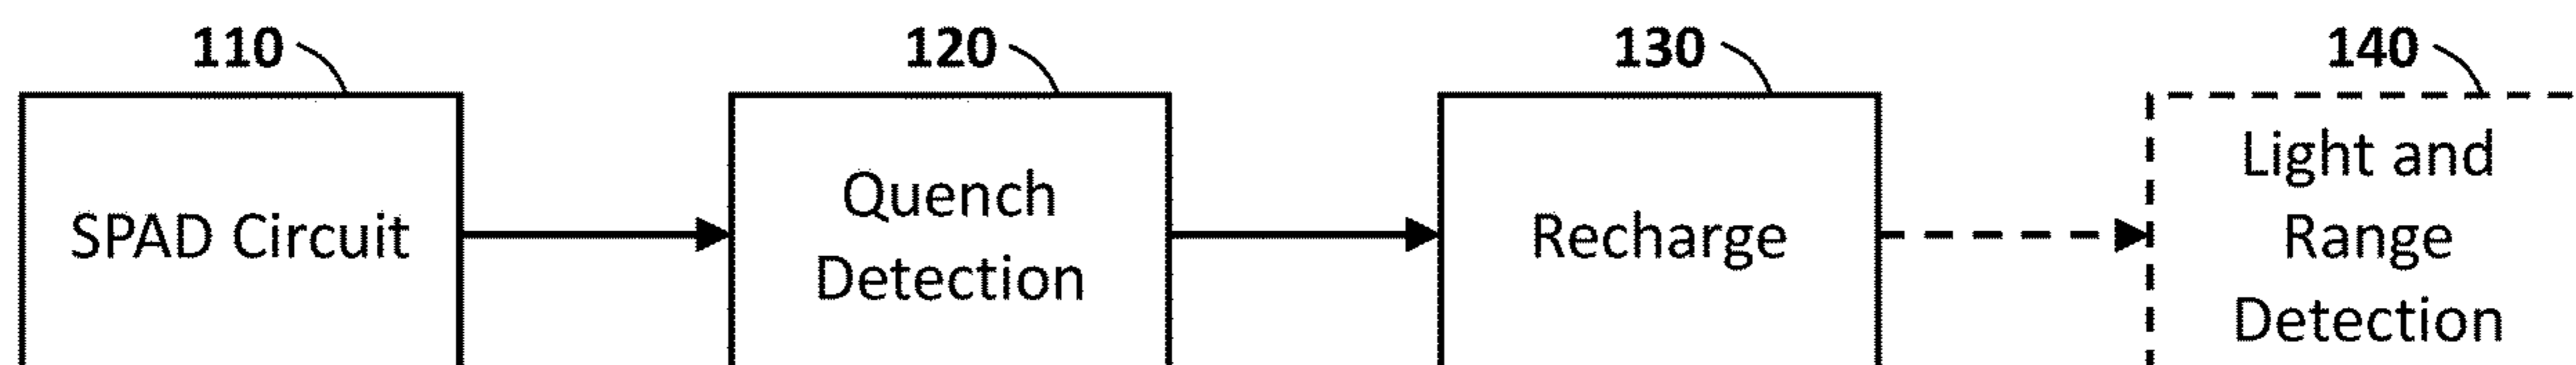 110
120
130
140
SPAD Circuit
Quench
Detection
Recharge
Light and
Range
Detection